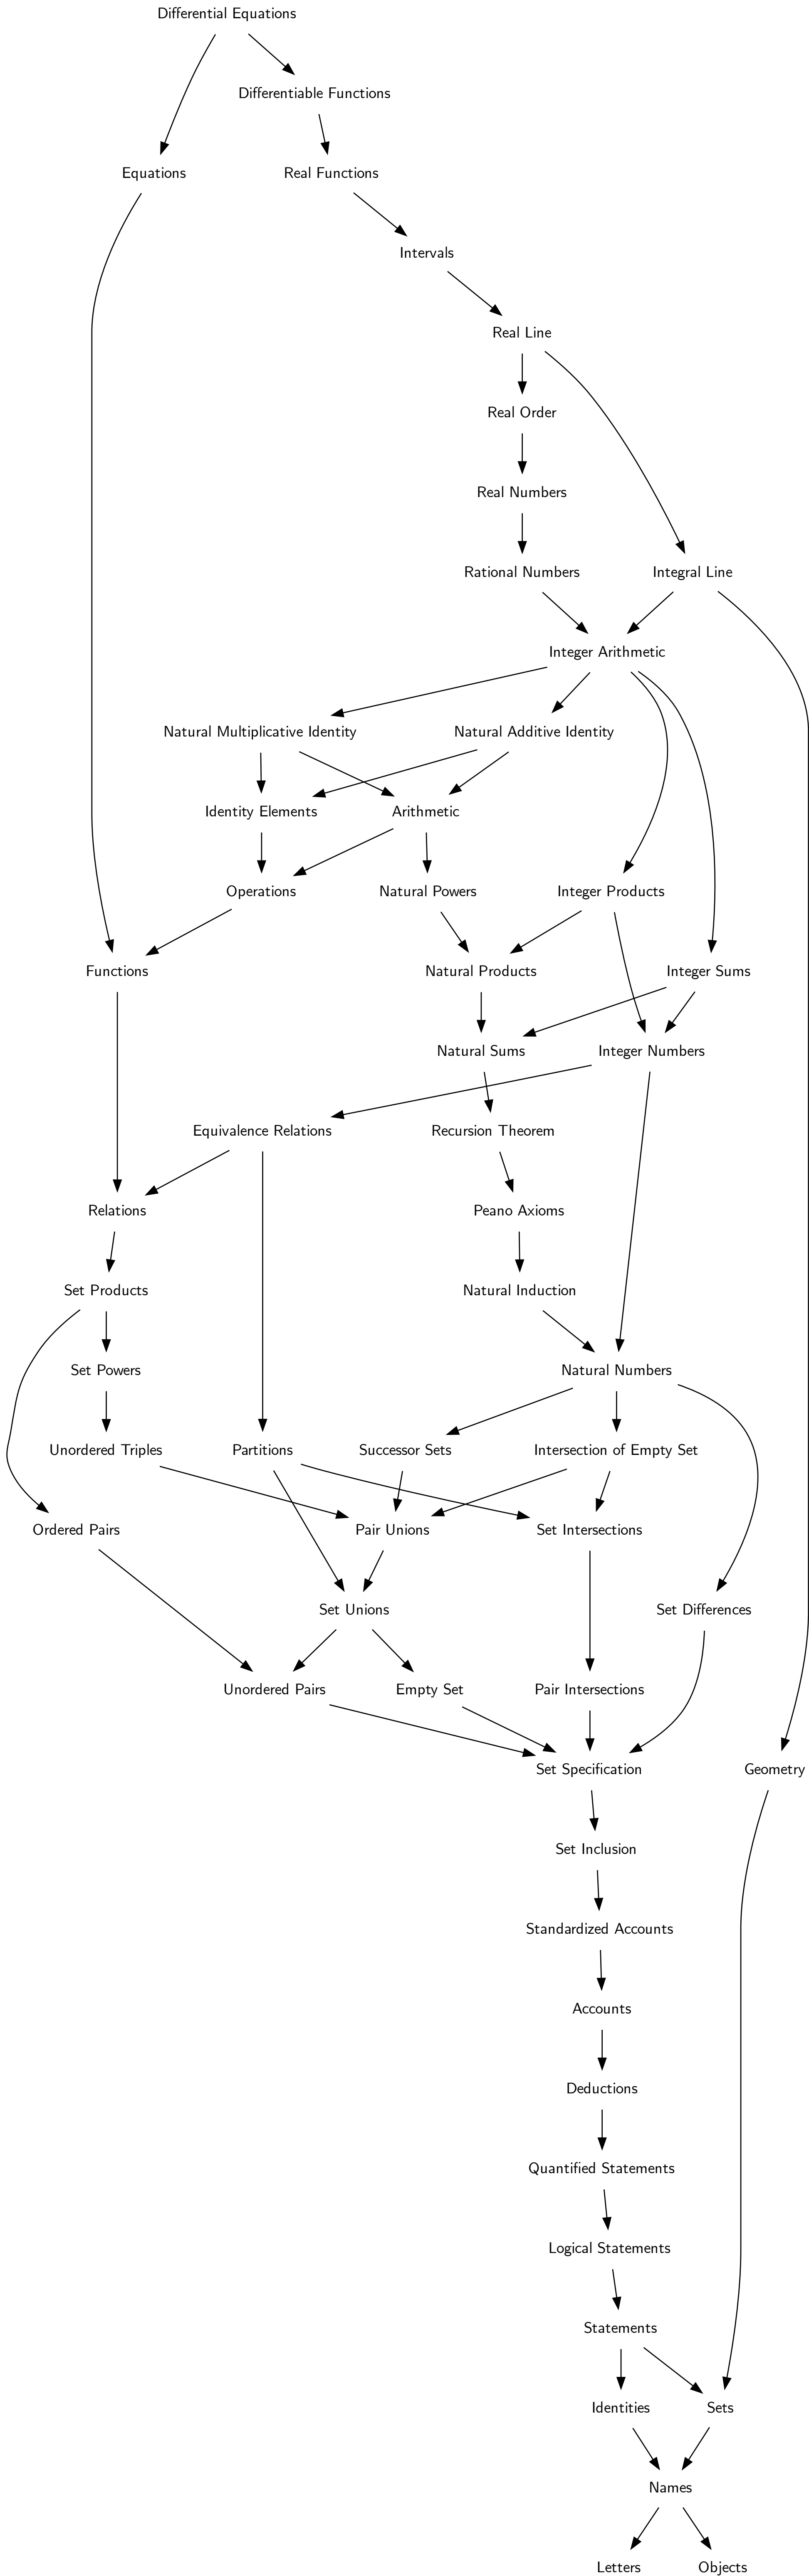 Differential Equations
Differentiable Functions
Equations
Real Functions
Intervals
Real Line
Real Order
Real Numbers
Rational Numbers
Integral Line
Integer Arithmetic
Natural Multiplicative Identity
Natural Additive Identity
Identity Elements
Arithmetic
Operations
Natural Powers
Integer Products
Functions
Natural Products
Integer Sums
Natural Sums
Integer Numbers
Equivalence Relations
Recursion Theorem
Relations
Peano Axioms
Set Products
Natural Induction
Set Powers
Natural Numbers
Unordered Triples
Partitions
Successor Sets
Intersection of Empty Set
Ordered Pairs
Pair Unions
Set Intersections
Set Unions
Set Differences
Unordered Pairs
Empty Set
Pair Intersections
Set Specification
Geometry
Set Inclusion
Standardized Accounts
Accounts
Deductions
Quantified Statements
Logical Statements
Statements
Identities
Sets
Names
Letters
Objects